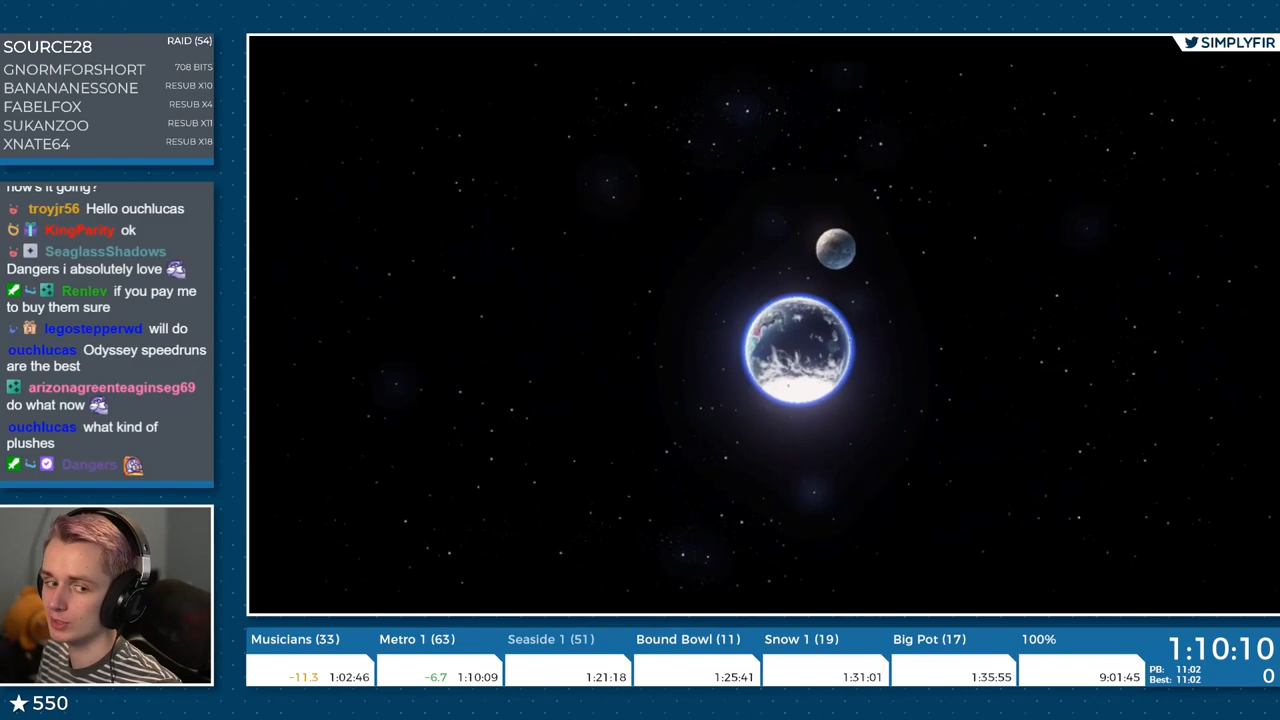 SOURCE28 RAID (54)
GNORMFORSHORT 708 BITS
BANANANESS0NE RESUB X10
FABELFOX RESUB X4
SUKANZOO RESUB X11
XNATE64 RESUB X18
SIMPLYFIR
how's it going?
troyjr56 Hello ouchlucas
KingParity ok
SeaglassShadows
Dangers i absolutely love
Renlev if you pay me
to buy them sure
legostepperwd will do
ouchlucas Odyssey speedruns
are the best
arizonagreenteaginseg69
do what now
ouchlucas what kind of
plushes
Dangers
Musicians (33) Metro 1 (63) Seaside 1 (51) Bound Bowl (11) Snow 1 (19) Big Pot (17) 100%
-11.3 1:02:46 -6.7 1:10:09 1:21:18 1:25:41 1:31:01 1:35:55 9:01:45
1:10:10
PB: 11:02
Best: 11:02 0
★ 550